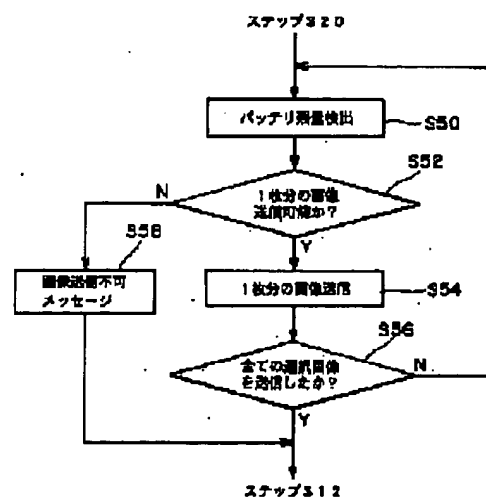 ステップS20
バッテリ残量検出
S50
S52
N
1枚分の画像
送信可能か?
S58
Y
画像送信不可
メッセージ
1枚分の画像送信
S54
S56
全ての選択画像
を送信したか?
N
Y
ステップS12